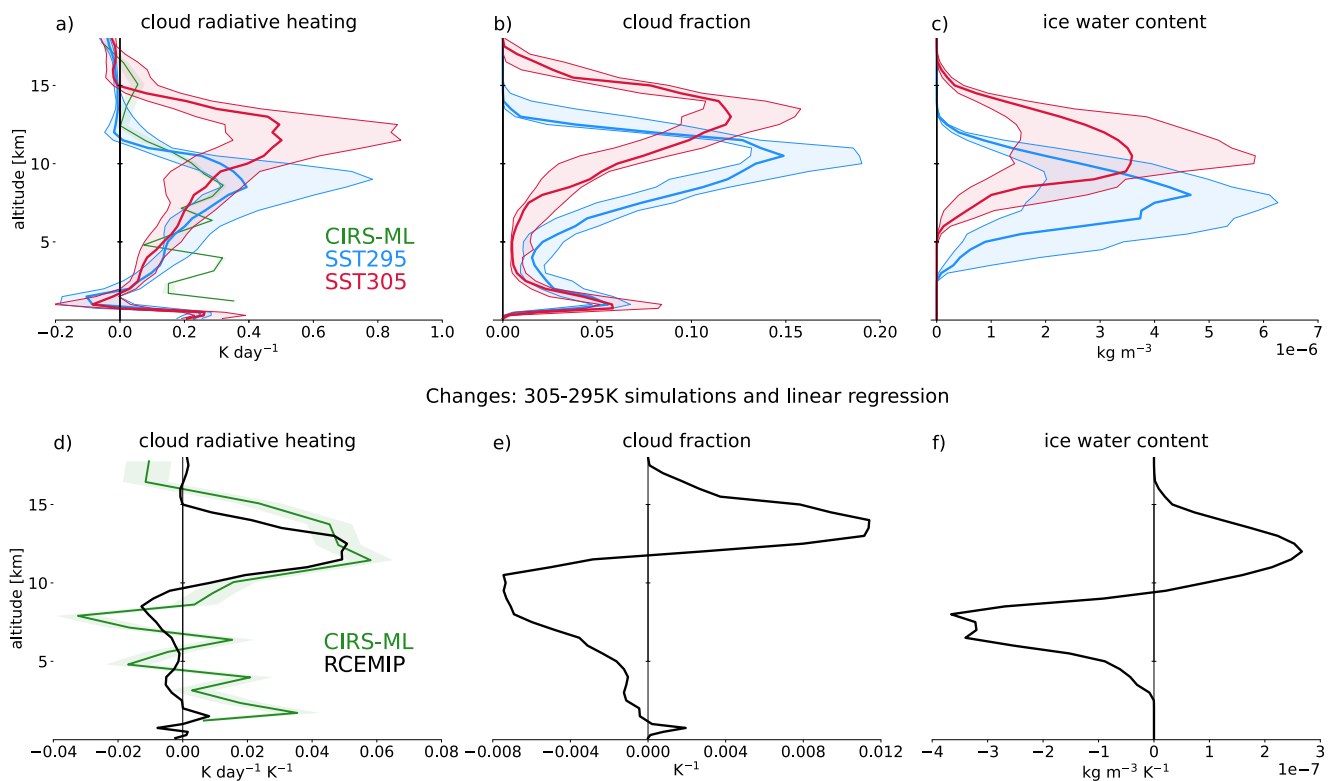 a) cloud radiative heating
b) cloud fraction
c) ice water content
altitude [km]
15
10
5
CIRS-ML
SST295
SST305
−0.2 0.0 0.2 0.4 0.6 0.8 1.0
K day⁻¹
0.00 0.05 0.10 0.15 0.20
0 1 2 3 4 5 6 7
kg m⁻³
1e-6
Changes: 305-295K simulations and linear regression
d) cloud radiative heating
e) cloud fraction
f) ice water content
altitude [km]
15
10
5
CIRS-ML
RCEMIP
−0.04 −0.02 0.00 0.02 0.04 0.06 0.08
K day⁻¹ K⁻¹
−0.008 −0.004 0.000 0.004 0.008 0.012
K⁻¹
−4 −3 −2 −1 0 1 2 3
kg m⁻³ K⁻¹
1e-7